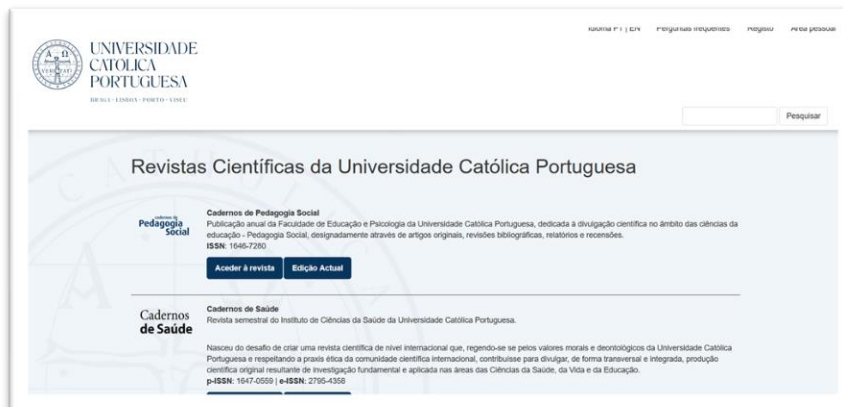 Idioma PT | EN Perguntas frequentes Registo Área pessoal
UNIVERSIDADE
CATOLICA
PORTUGUESA
BRAGA · LISBOA · PORTO · VISEU
Pesquisar
Revistas Científicas da Universidade Católica Portuguesa
cadernos de
Pedagogia
Social
Cadernos de Pedagogia Social
Publicação anual da Faculdade de Educação e Psicologia da Universidade Católica Portuguesa, dedicada à divulgação científica no âmbito das ciências da
educação - Pedagogia Social, designadamente através de artigos originais, revisões bibliográficas, relatórios e recensões.
ISSN: 1646-7280
Aceder à revista Edição Actual
Cadernos
de Saúde
Cadernos de Saúde
Revista semestral do Instituto de Ciências da Saúde da Universidade Católica Portuguesa.
Nasceu do desafio de criar uma revista científica de nível internacional que, regendo-se se pelos valores morais e deontológicos da Universidade Católica
Portuguesa e respeitando a praxis ética da comunidade científica internacional, contribuisse para divulgar, de forma transversal e integrada, produção
científica original resultante de investigação fundamental e aplicada nas áreas das Ciências da Saúde, da Vida e da Educação.
p-ISSN: 1647-0559 | e-ISSN: 2795-4358